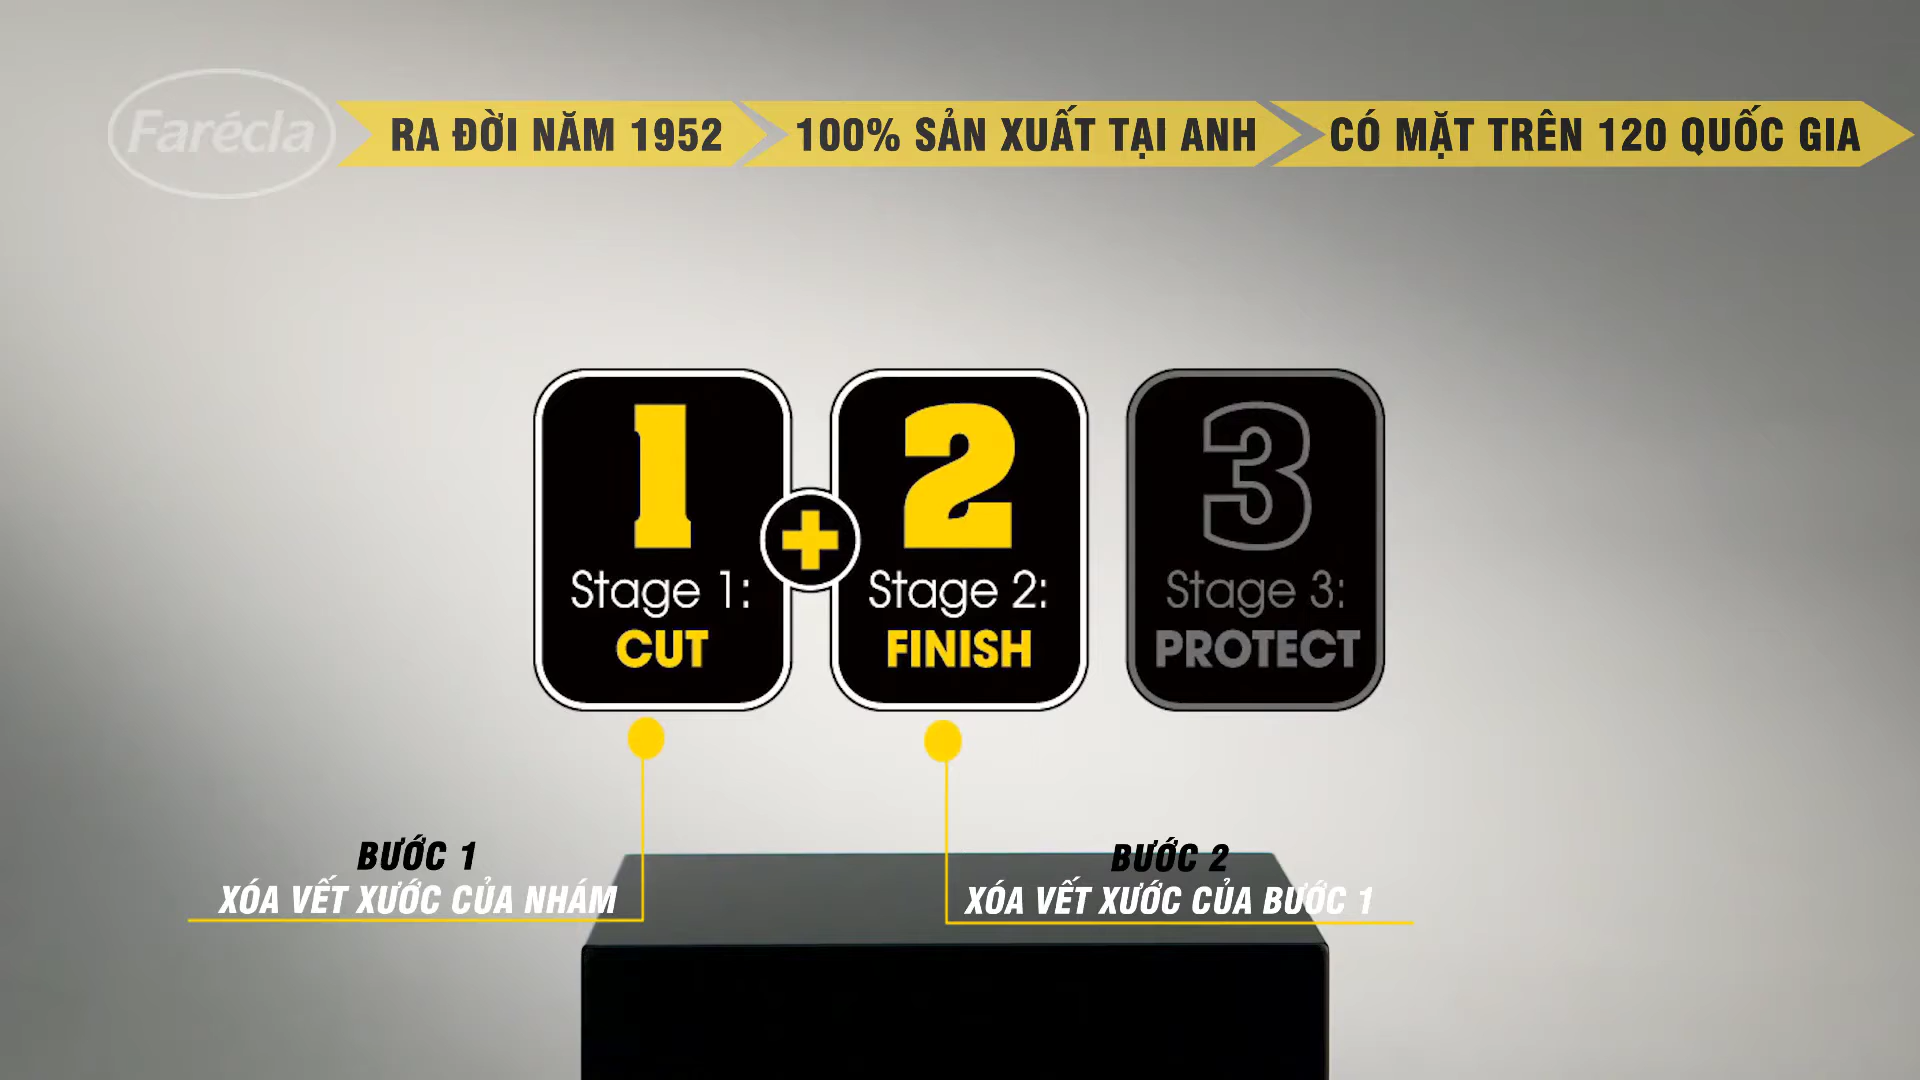 Farécla
RA ĐỜI NĂM 1952
100% SẢN XUẤT TẠI ANH
CÓ MẶT TRÊN 120 QUỐC GIA
1
Stage 1:
CUT
+
2
Stage 2:
FINISH
3
Stage 3:
PROTECT
BƯỚC 1
XÓA VẾT XƯỚC CỦA NHÁM
BƯỚC 2
XÓA VẾT XƯỚC CỦA BƯỚC 1